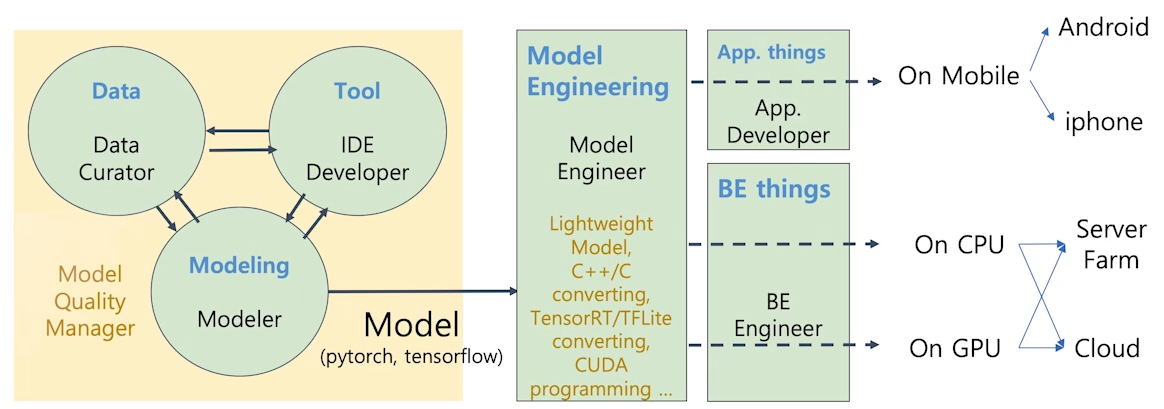 Data
Data
Curator
Tool
IDE
Developer
Modeling
Modeler
Model
Quality
Manager
Model
(pytorch, tensorflow)
Model
Engineering
Model
Engineer
Lightweight
Model,
C++/C
converting,
TensorRT/TFLite
converting,
CUDA
programming ...
App. things
App.
Developer
BE things
BE
Engineer
On Mobile
Android
iphone
On CPU
On GPU
Server
Farm
Cloud